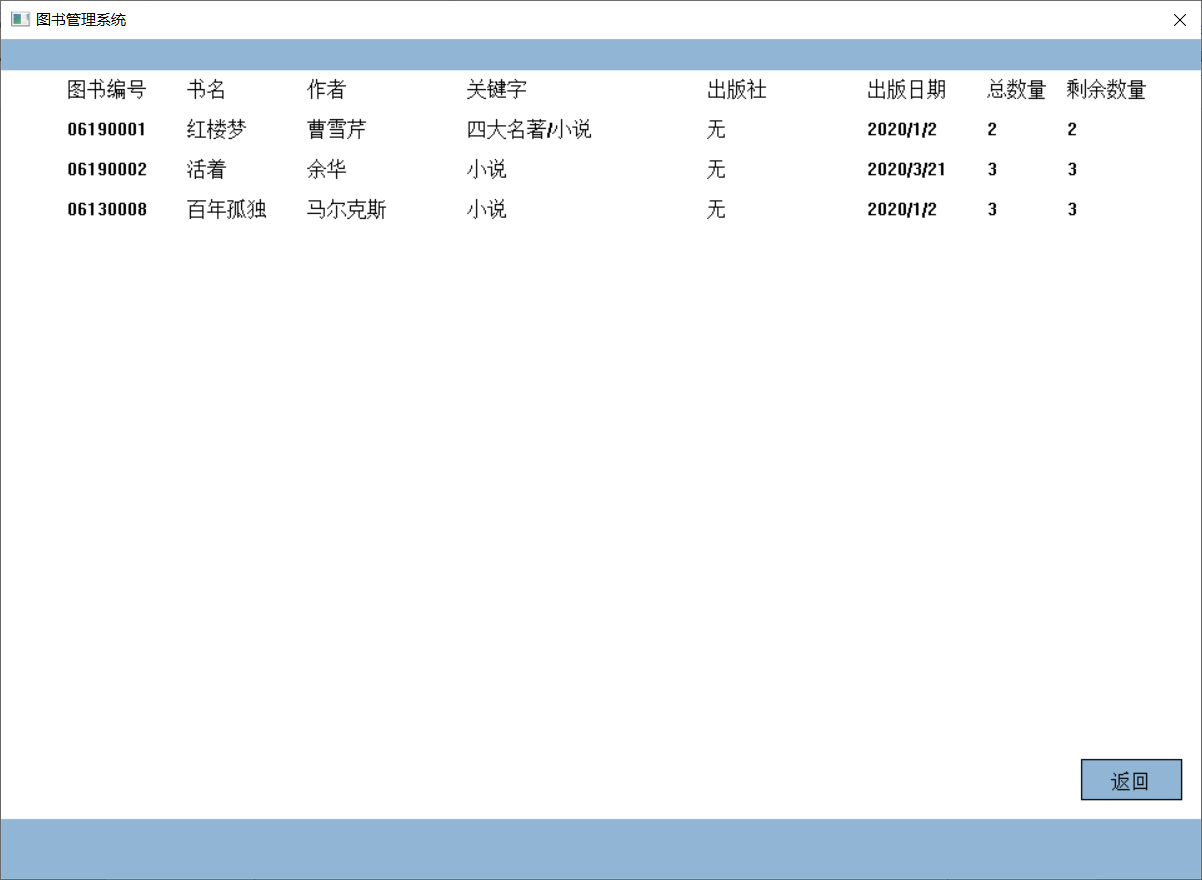 图书管理系统
图书编号 书名 作者 关键字 出版社 出版日期 总数量 剩余数量
06190001 红楼梦 曹雪芹 四大名著/小说 无 2020/1/2 2 2
06190002 活着 余华 小说 无 2020/3/21 3 3
06130008 百年孤独 马尔克斯 小说 无 2020/1/2 3 3
返回